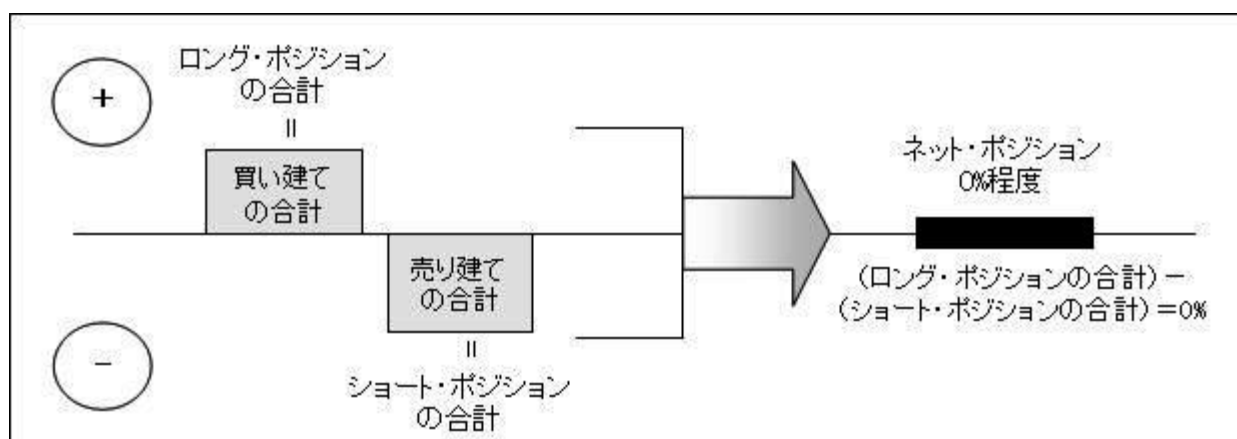 +
ロング・ポジション
の合計
=
買い建て
の合計
売り建て
の合計
=
ショート・ポジション
の合計
-
ネット・ポジション
0%程度
(ロング・ポジションの合計)-
(ショート・ポジションの合計)=0%